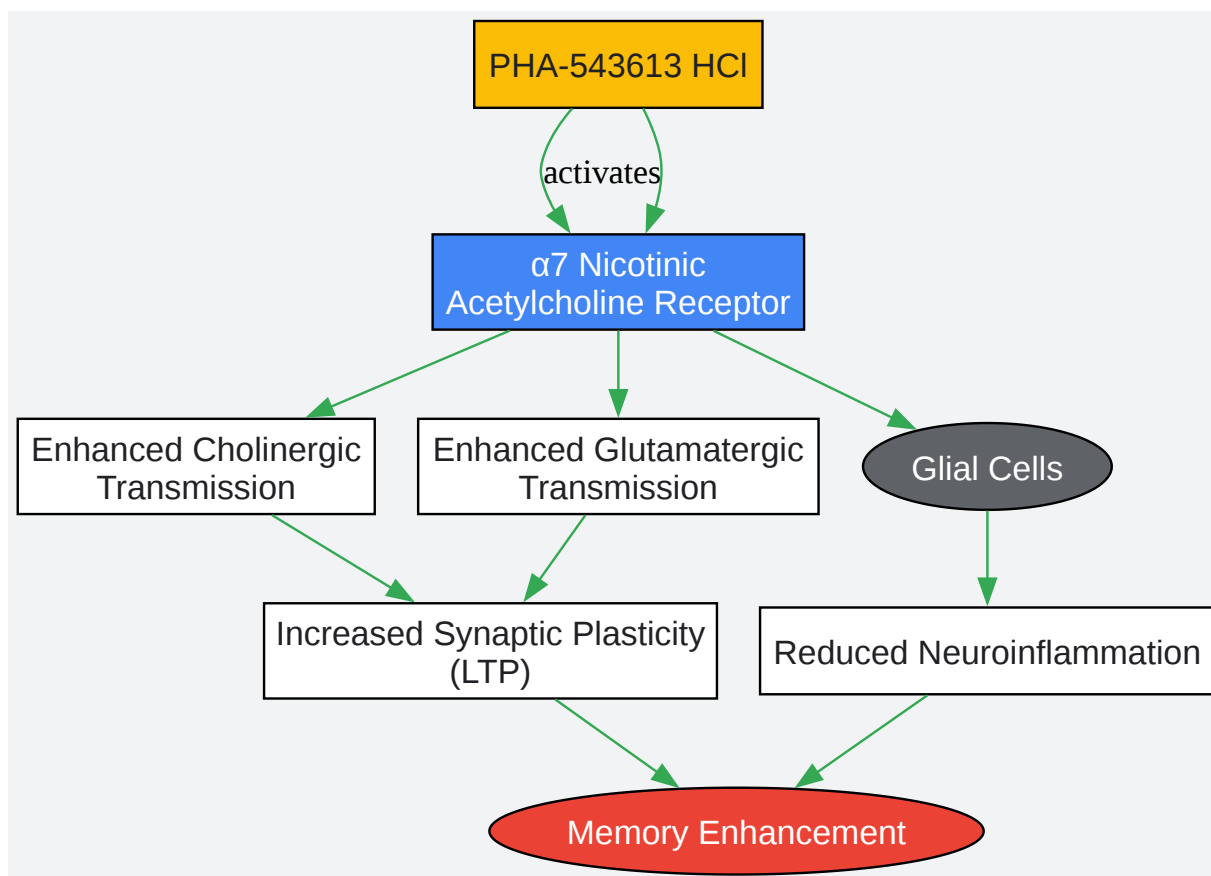 PHA-543613 HCl
activates
α7 Nicotinic
Acetylcholine Receptor
Enhanced Cholinergic
Transmission
Enhanced Glutamatergic
Transmission
Glial Cells
Increased Synaptic Plasticity
(LTP)
Reduced Neuroinflammation
Memory Enhancement